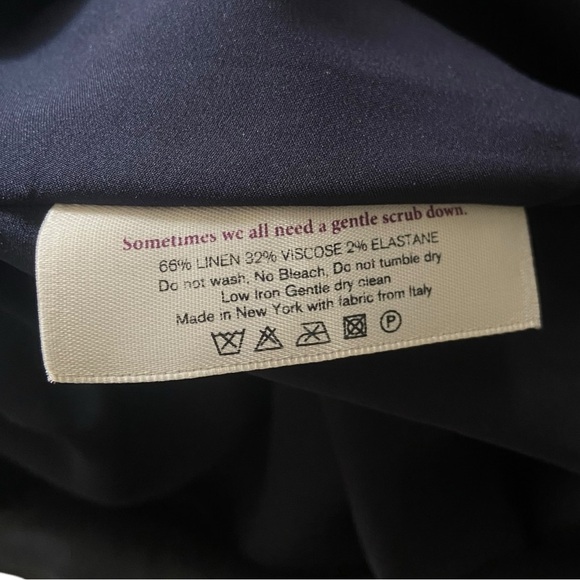 Sometimes we all need a gentle scrub down.
66% LINEN 32% VISCOSE 2% ELASTANE
Do not wash, No Bleach, Do not tumble dry
Low Iron Gentle dry clean
Made in New York with fabric from Italy
P